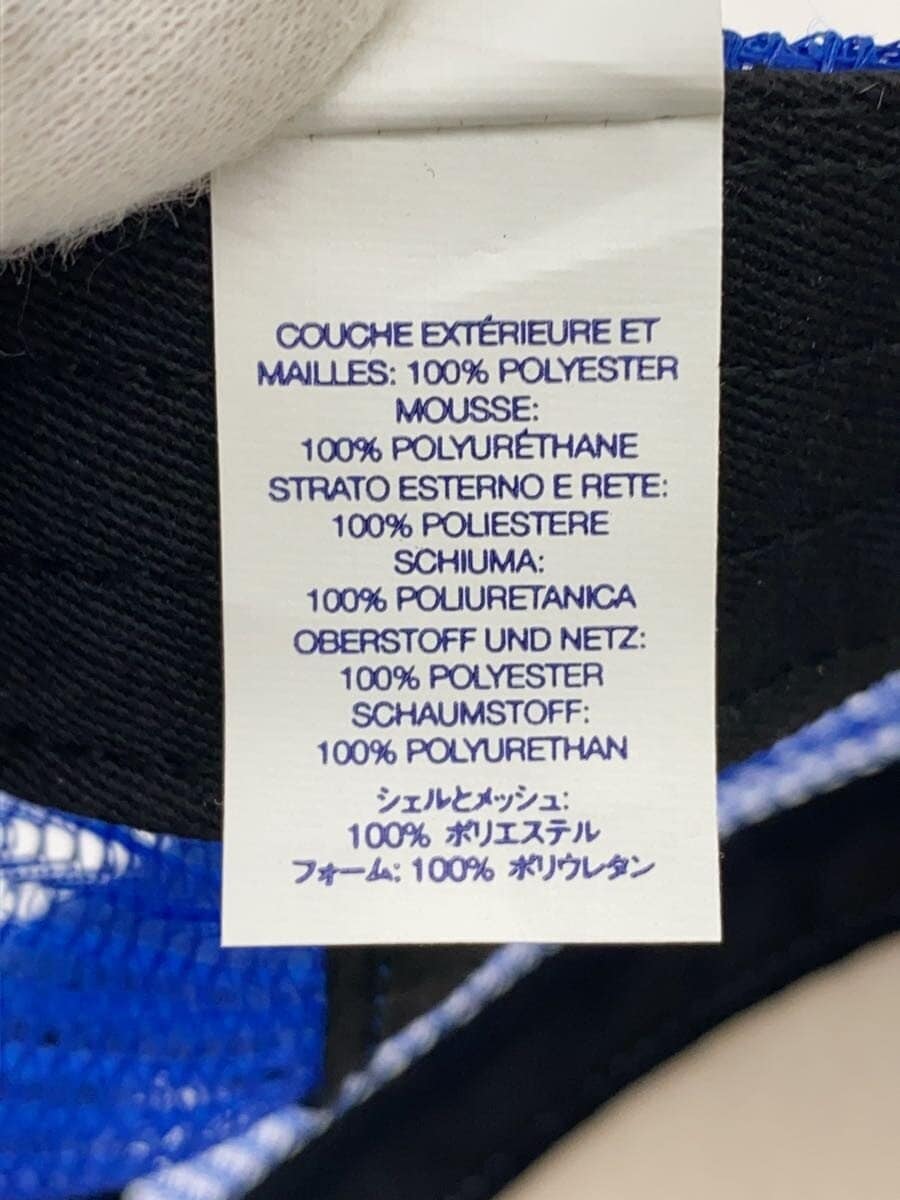 COUCHE EXTÉRIEURE ET
MAILLES: 100% POLYESTER
MOUSSE:
100% POLYURÉTHANE
STRATO ESTERNO E RETE:
100% POLIESTERE
SCHIUMA:
100% POLIURETANICA
OBERSTOFF UND NETZ:
100% POLYESTER
SCHAUMSTOFF:
100% POLYURETHAN
シェルとメッシュ:
100% ポリエステル
フォーム: 100% ポリウレタン